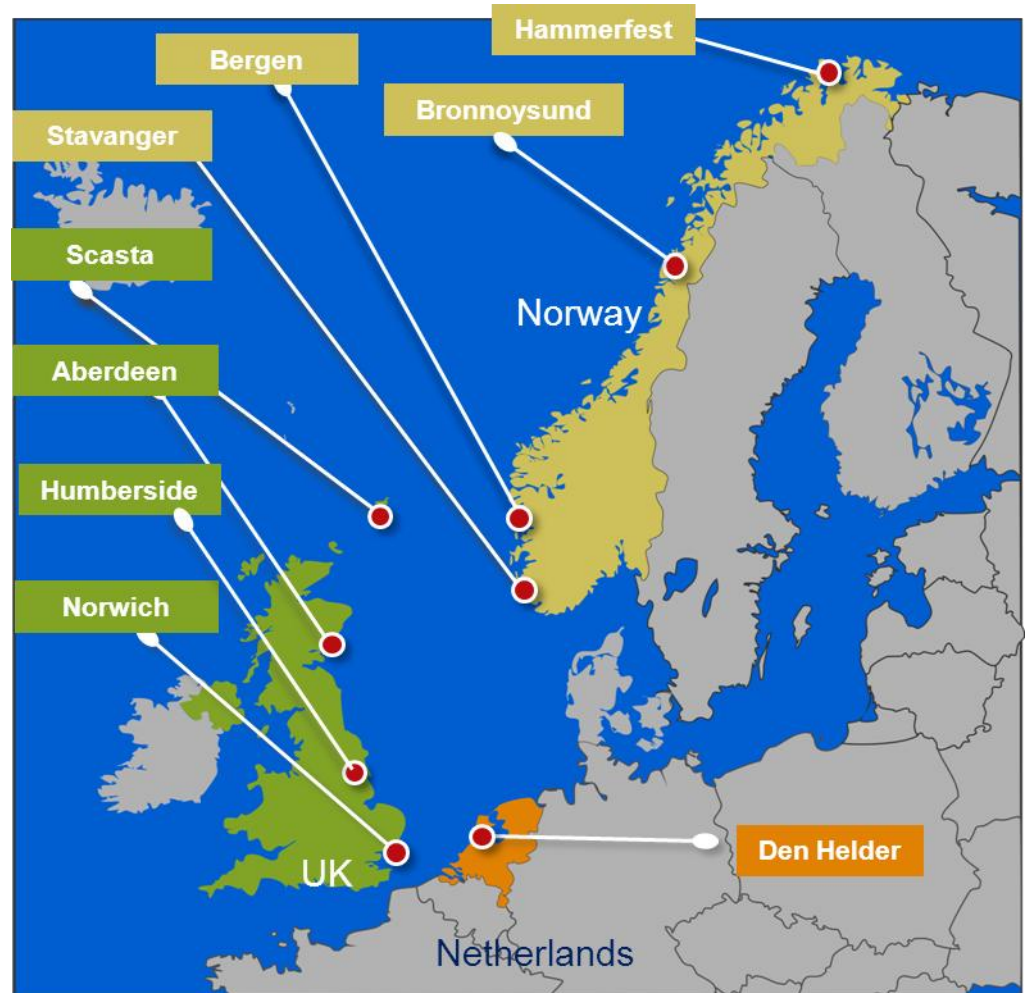 Hammerfest
Bergen
Bronnoysund
Stavanger
Scasta
Norway
Aberdeen
Humberside
Norwich
Den Helder
UK
Netherlands